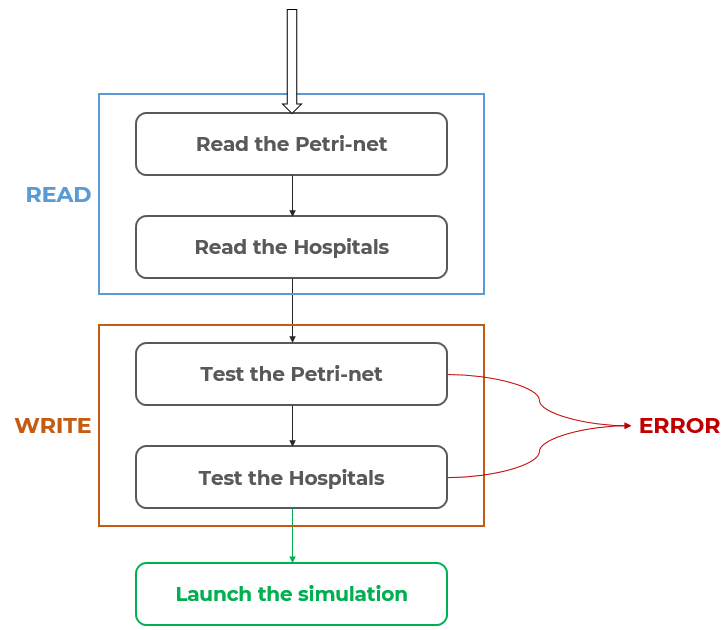 Read the Petri-net
READ
Read the Hospitals
Test the Petri-net
WRITE
ERROR
Test the Hospitals
Launch the simulation